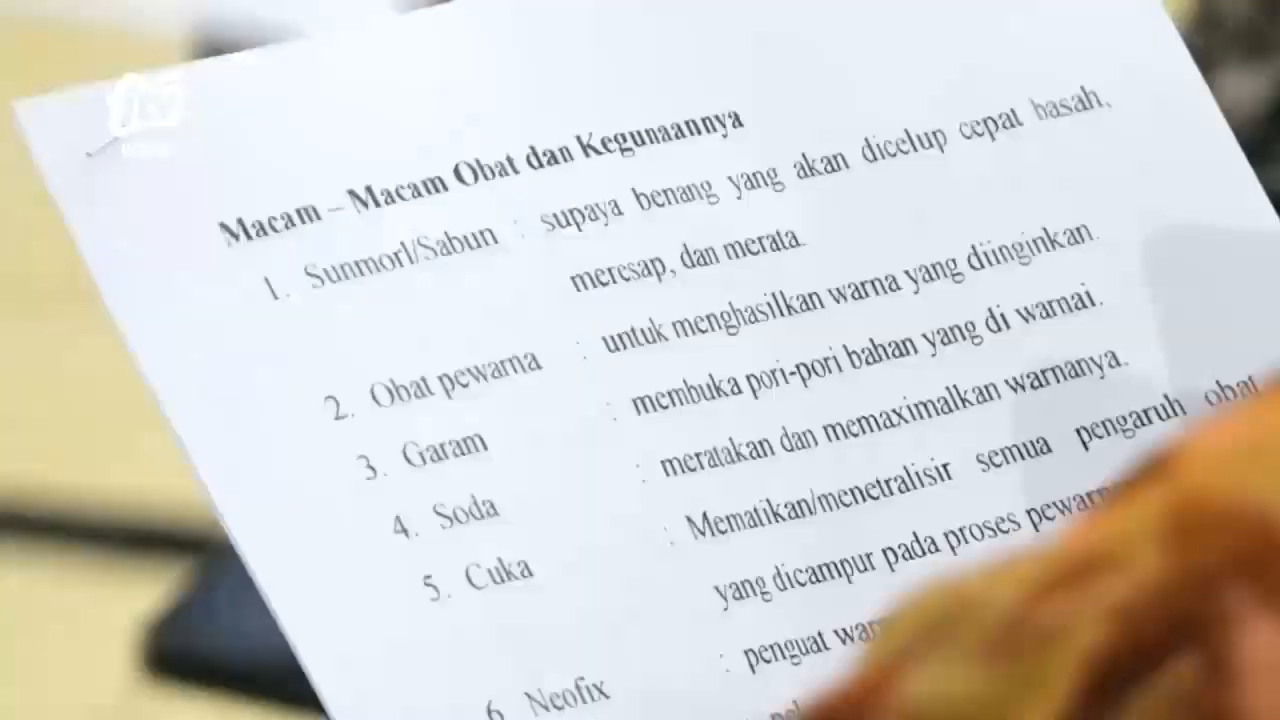 Macam – Macam Obat dan Kegunaannya
1. Sunmorl/Sabun : supaya benang yang akan dicelup cepat basah,
meresap, dan merata.
2. Obat pewarna : untuk menghasilkan warna yang diinginkan.
3. Garam : membuka pori-pori bahan yang di warnai.
4. Soda : meratakan dan memaximalkan warnanya.
5. Cuka : Mematikan/menetralisir semua pengaruh obat
yang dicampur pada proses
6. Neofix : penguat